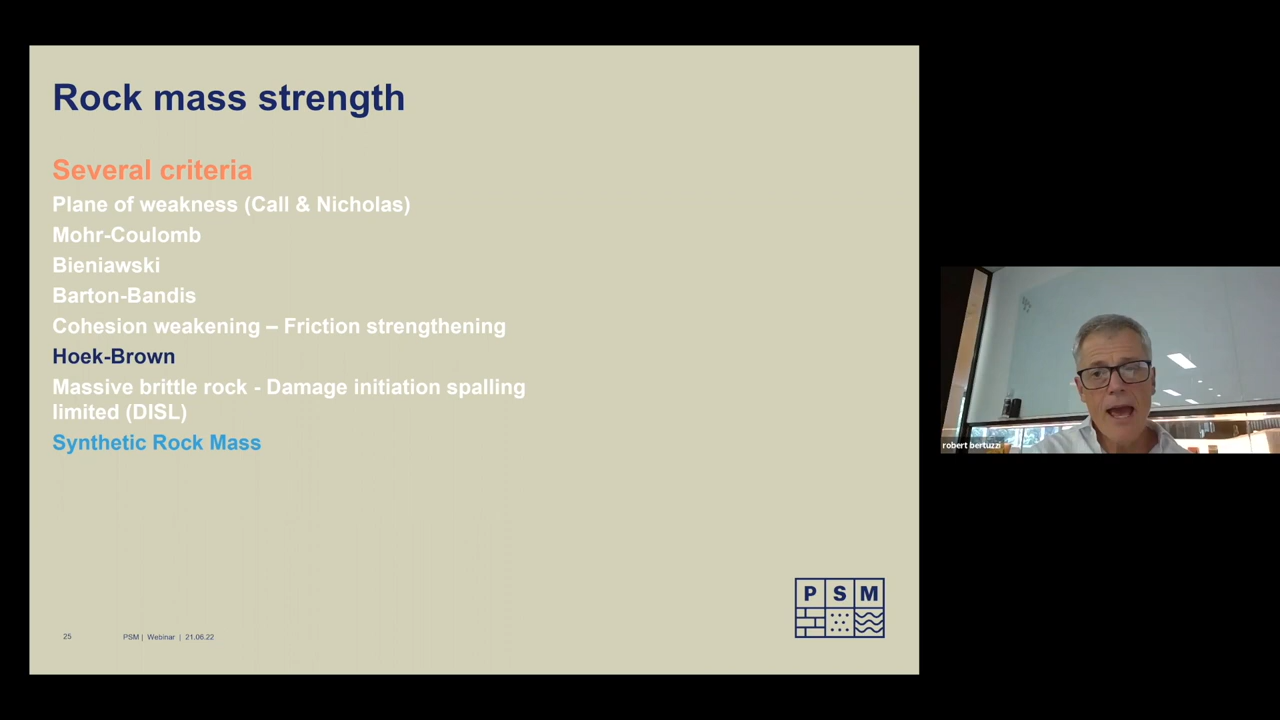 Rock mass strength
Several criteria
Plane of weakness (Call & Nicholas)
Mohr-Coulomb
Bieniawski
Barton-Bandis
Cohesion weakening – Friction strengthening
Hoek-Brown
Massive brittle rock - Damage initiation spalling
limited (DISL)
Synthetic Rock Mass
P S M
25 PSM | Webinar | 21.06.22
robert bertuzzi